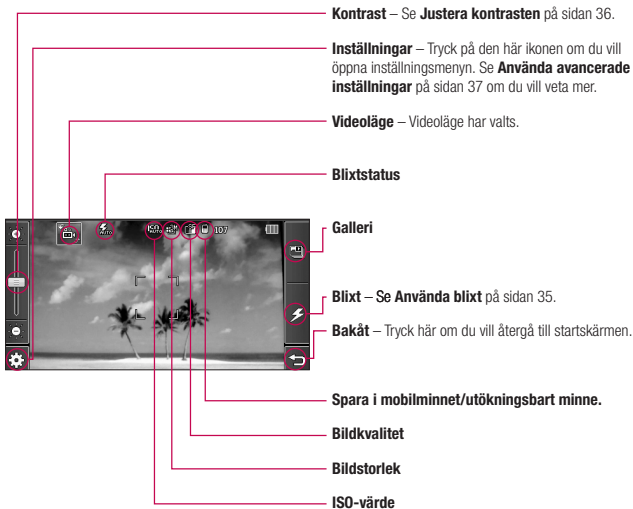 Kontrast – Se Justera kontrasten på sidan 36.
Inställningar – Tryck på den här ikonen om du vill
öppna inställningsmenyn. Se Använda avancerade
inställningar på sidan 37 om du vill veta mer.
Videoläge – Videoläge har valts.
Blixtstatus
AUTO
ISO
AUTO
107
Galleri
Blixt – Se Använda blixt på sidan 35.
Bakåt – Tryck här om du vill återgå till startskärmen.
Spara i mobilminnet/utökningsbart minne.
Bildkvalitet
Bildstorlek
ISO-värde